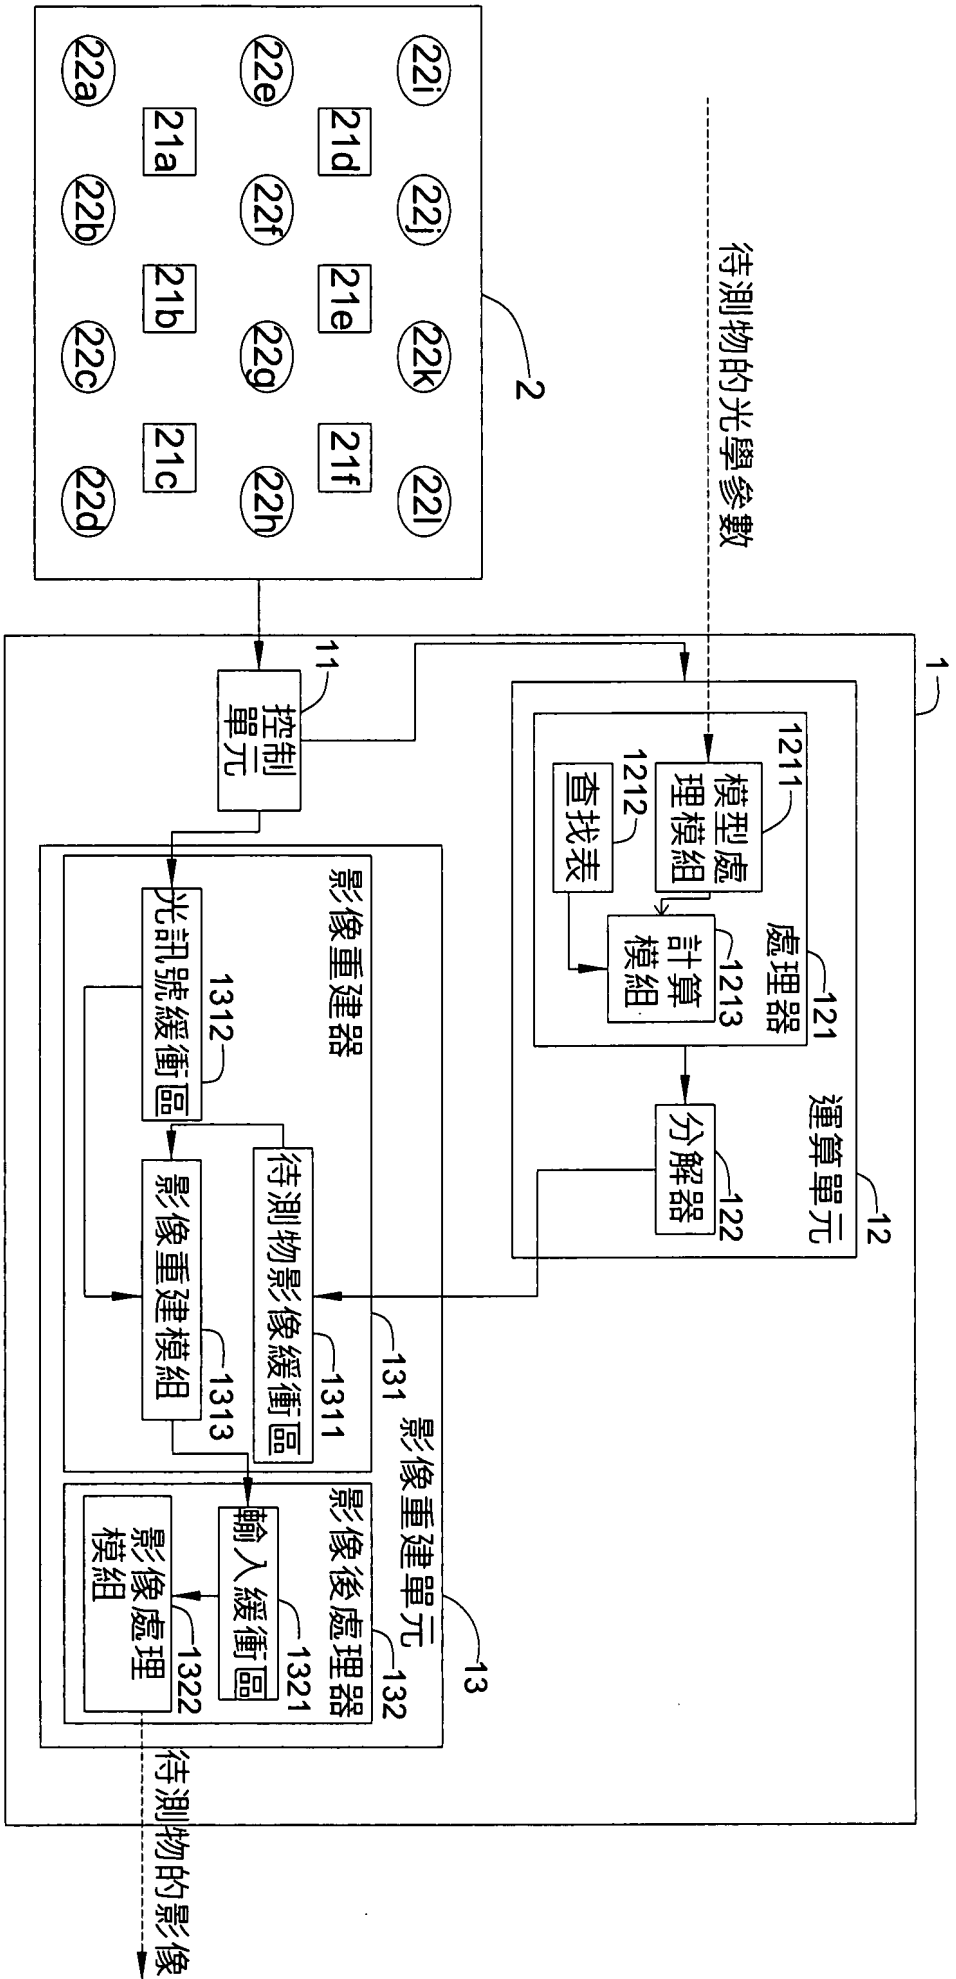 1
待測物的光學參數
運算單元
12
處理器
121
1211
模型處
理模組
1212
查找表
1213
計算
模組
122
分解器
2
22i
22j
22k
22l
21d
21e
21f
22e
22f
22g
22h
21a
21b
21c
22a
22b
22c
22d
11
控制
單元
影像重建單元
13
影像重建器
131
1311
待測物影像緩衝區
1312
光訊號緩衝區
1313
影像重建模組
影像後處理器
132
1321
輸入緩衝區
1322
影像處理
模組
待測物的影像